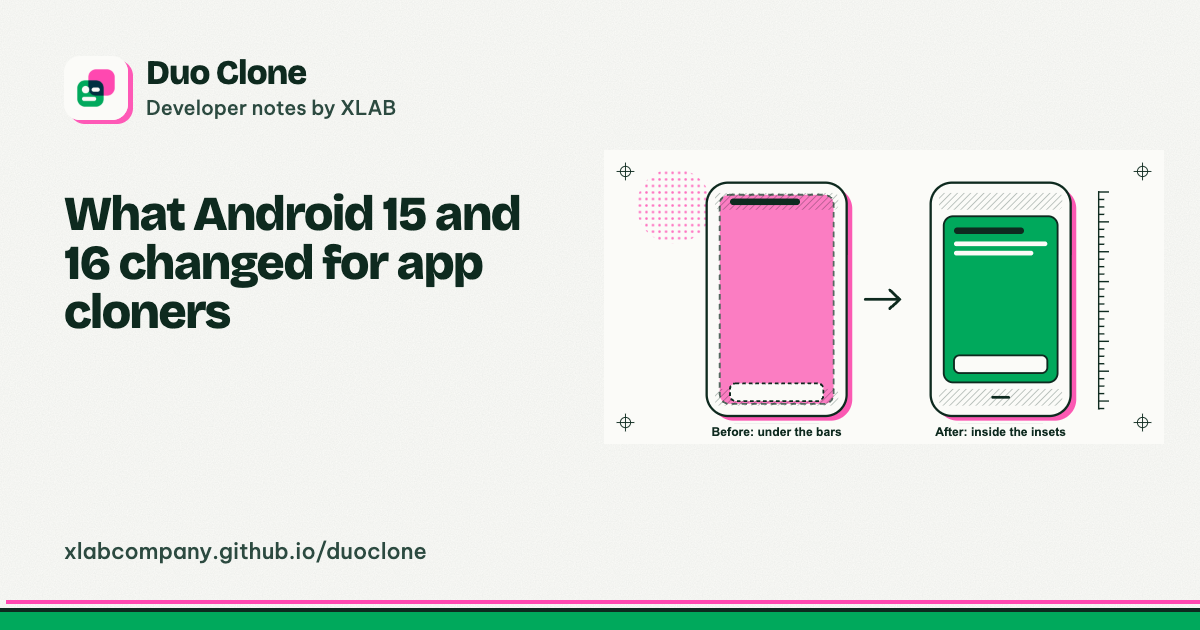 Duo Clone
Developer notes by XLAB
What Android 15 and
16 changed for app
cloners
Before: under the bars
After: inside the insets
xlabcompany.github.io/duoclone